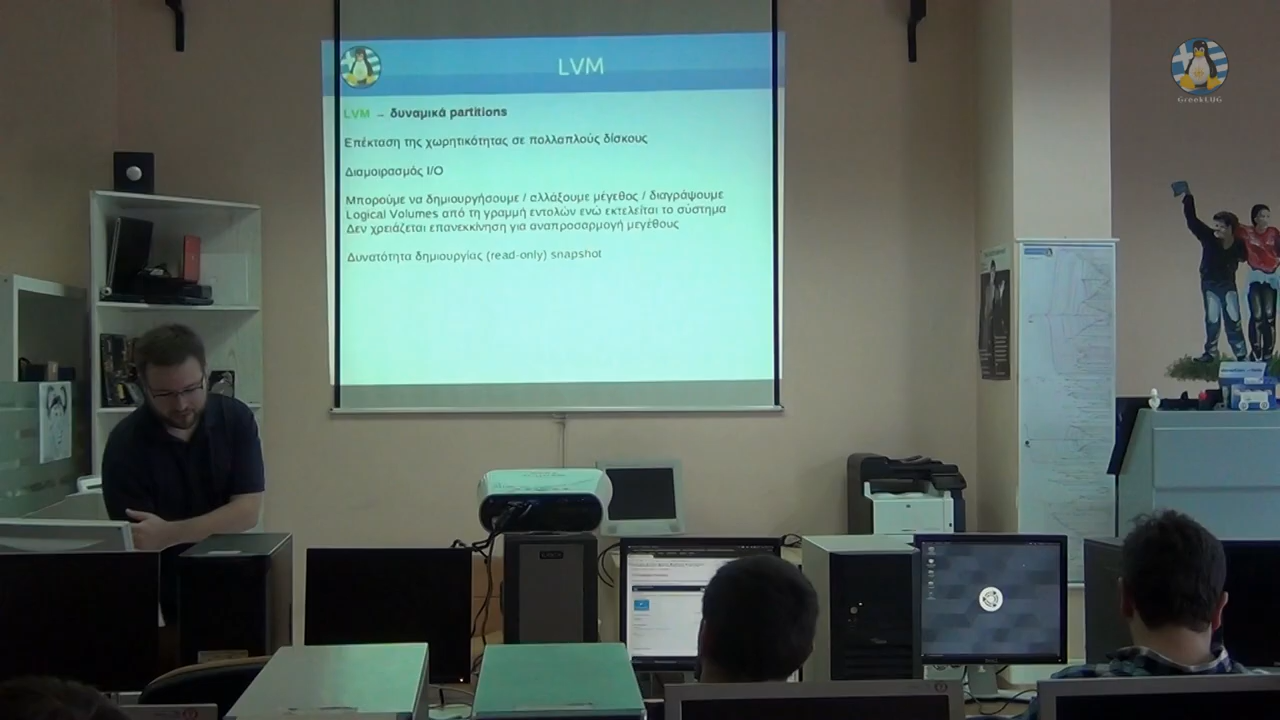 LVM
LVM – δυναμικά partitions
Επέκταση της χωρητικότητας σε πολλαπλούς δίσκους
Διαμοιρασμός I/O
Μπορούμε να δημιουργήσουμε / αλλάξουμε μέγεθος / διαγράψουμε
Logical Volumes από τη γραμμή εντολών ενώ εκτελείται το σύστημα
Δεν χρειάζεται επανεκκίνηση για αναπροσαρμογή μεγέθους
Δυνατότητα δημιουργίας (read-only) snapshot
GreekLUG